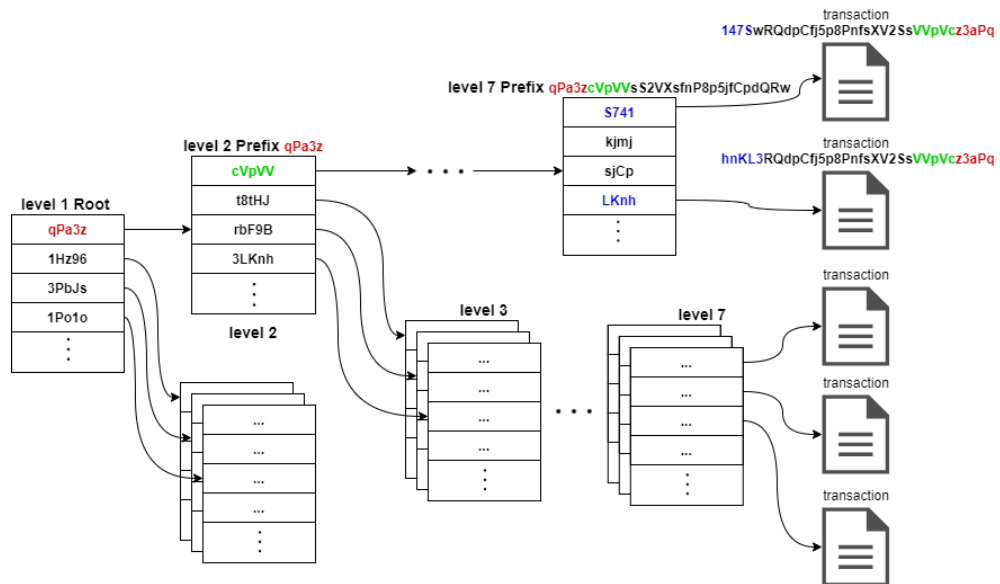 transaction
147SwRQdpCfj5p8PnfsXV2SsVVpVcz3aPq
level 7 Prefix qPa3zcVpVVsS2VXsfnP8p5jfCpdQRw
S741
kjmj
sjCp
LKnh
transaction
hnKL3RQdpCfj5p8PnfsXV2SsVVpVcz3aPq
level 2 Prefix qPa3z
cVpVV
t8tHJ
rbF9B
3LKnh
level 1 Root
qPa3z
1Hz96
3PbJs
1Po1o
level 2
...
...
...
...
level 3
...
...
...
...
level 7
...
...
...
...
transaction
transaction
transaction